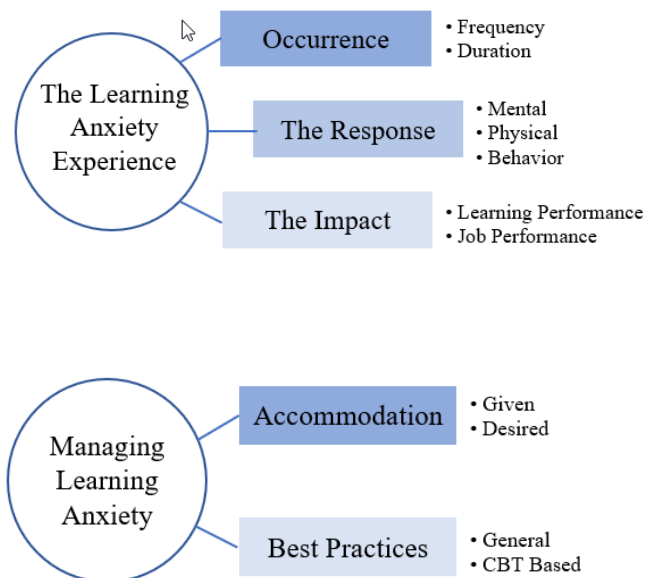 The Learning
Anxiety
Experience
Occurrence
• Frequency
• Duration
The Response
• Mental
• Physical
• Behavior
The Impact
• Learning Performance
• Job Performance
Managing
Learning
Anxiety
Accommodation
• Given
• Desired
Best Practices
• General
• CBT Based